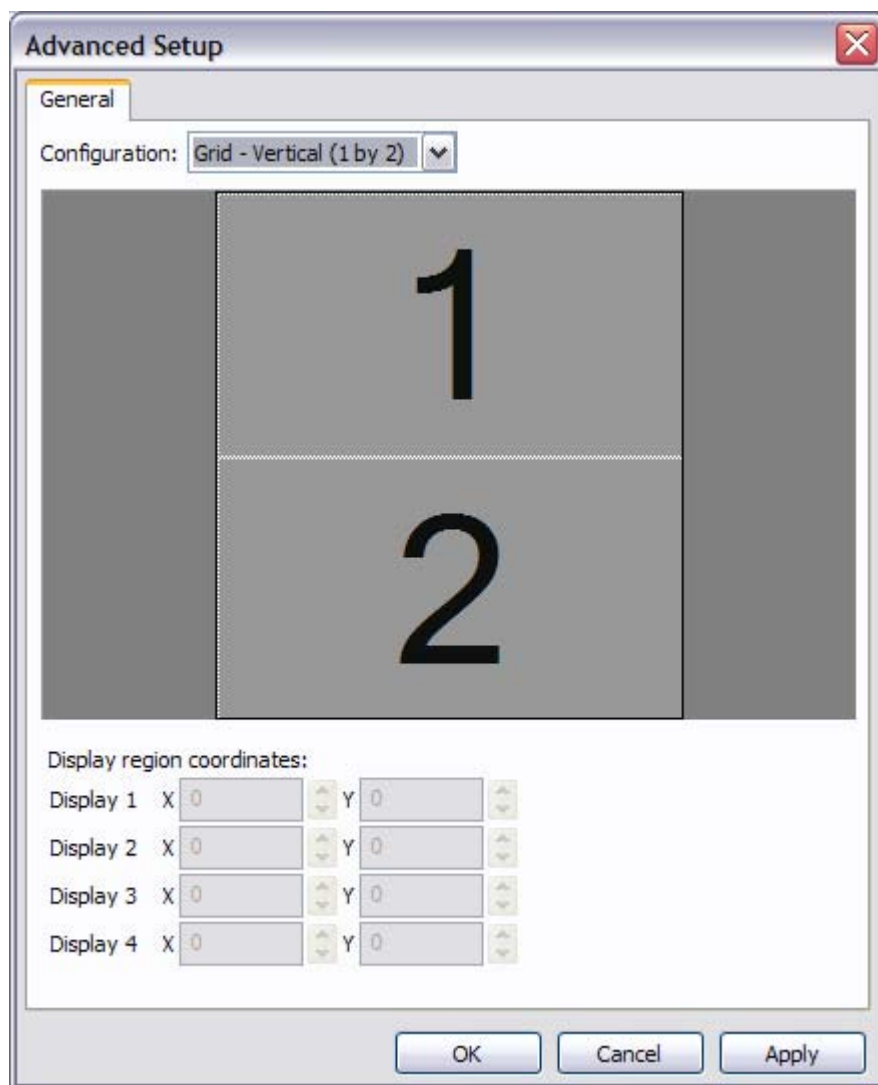 Advanced Setup
General
Configuration: Grid - Vertical (1 by 2)
1
2
Display region coordinates:
Display 1 X 0 Y 0
Display 2 X 0 Y 0
Display 3 X 0 Y 0
Display 4 X 0 Y 0
OK Cancel Apply